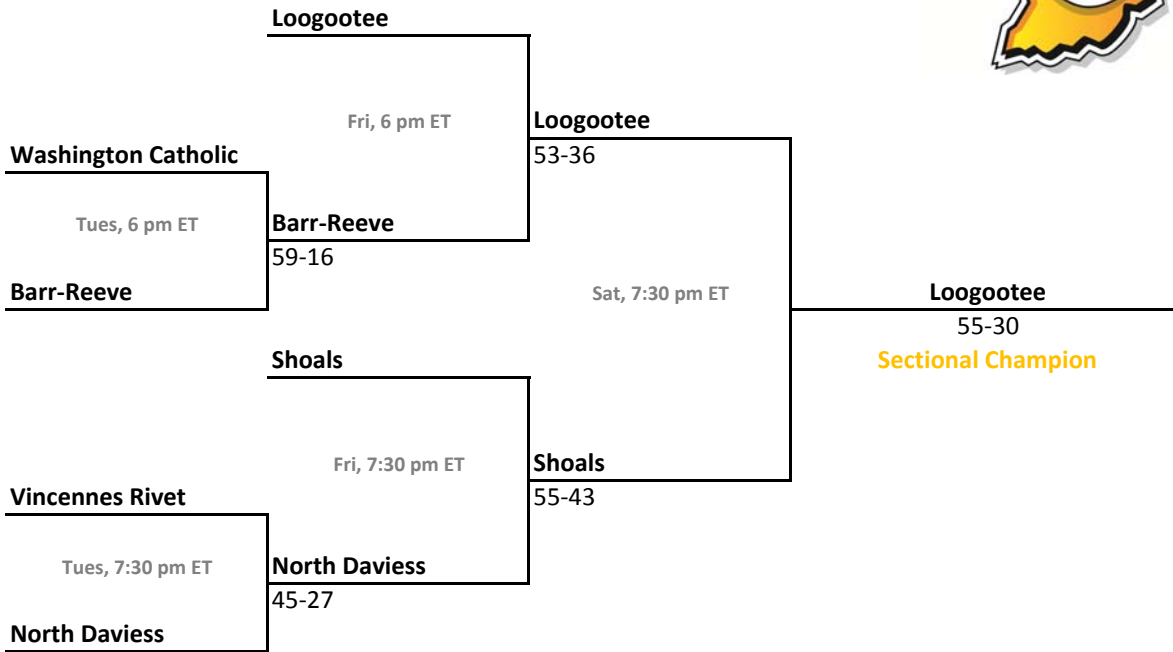 Loogootee
Fri, 6 pm ET
Loogootee
Washington Catholic
53-36
Tues, 6 pm ET
Barr-Reeve
59-16
Barr-Reeve
Sat, 7:30 pm ET
Loogootee
55-30
Shoals
Sectional Champion
Fri, 7:30 pm ET
Shoals
Vincennes Rivet
55-43
Tues, 7:30 pm ET
North Daviess
45-27
North Daviess